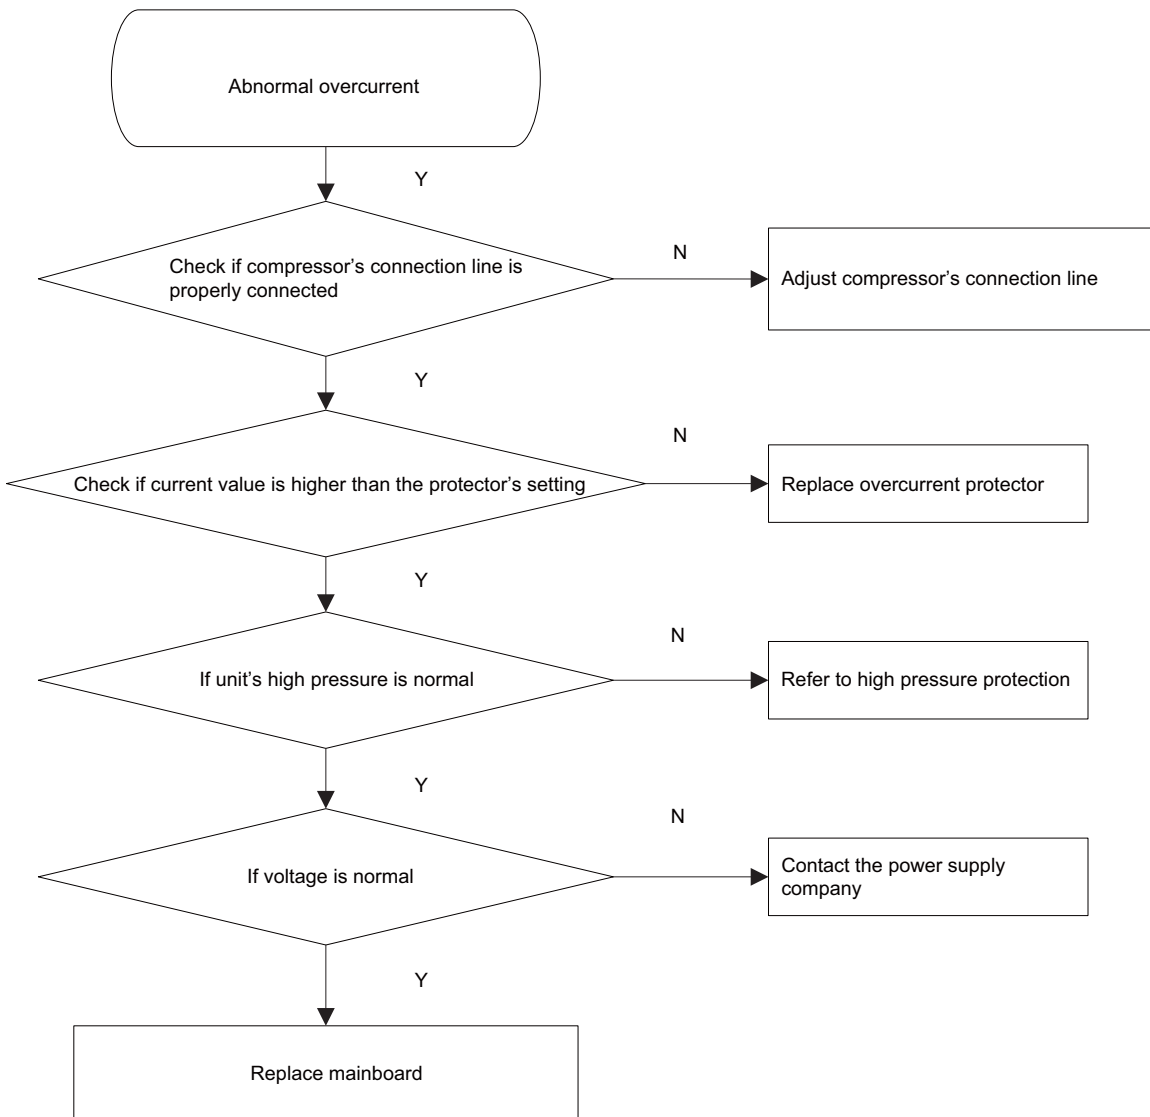 Abnormal overcurrent
Y
Check if compressor’s connection line is
properly connected
N
Adjust compressor’s connection line
Y
Check if current value is higher than the protector’s setting
N
Replace overcurrent protector
Y
If unit’s high pressure is normal
N
Refer to high pressure protection
Y
If voltage is normal
N
Contact the power supply
company
Y
Replace mainboard